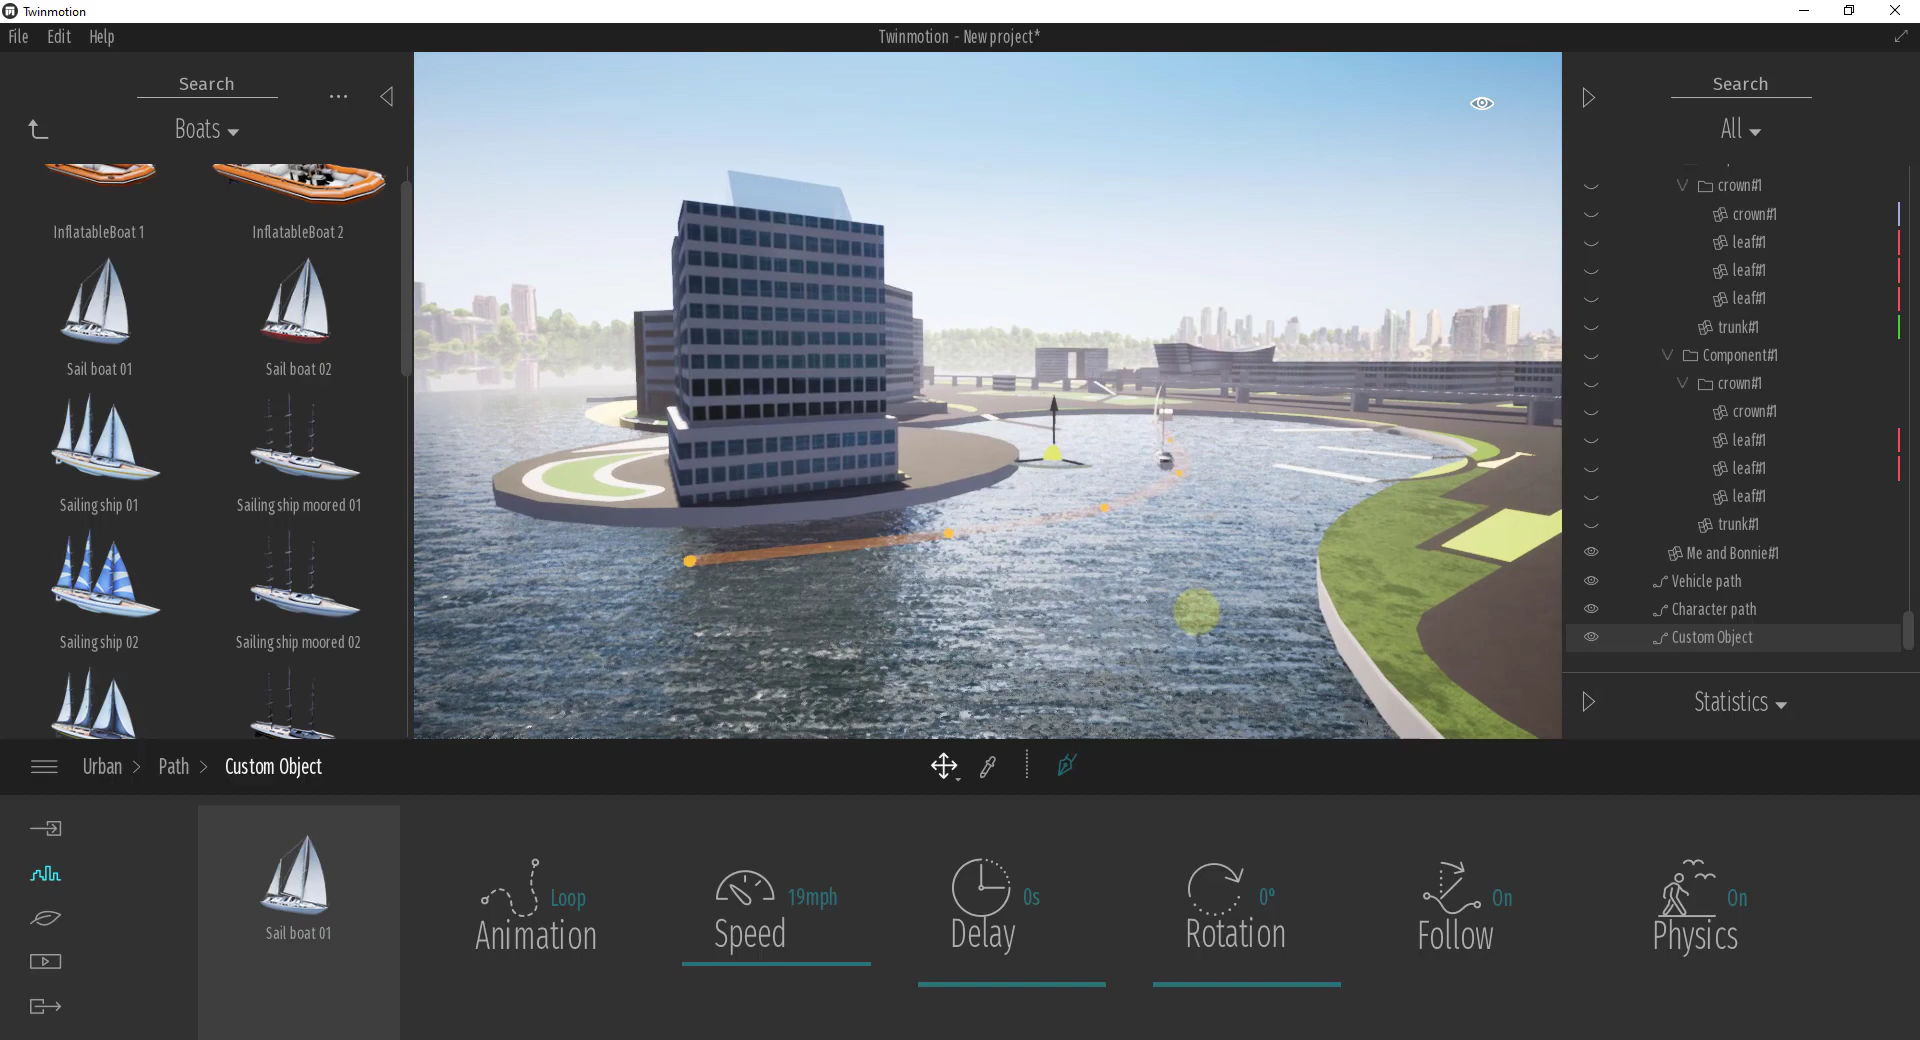 Twinmotion
File Edit Help
Twinmotion - New project*
Search
...
Boats
InflatableBoat 1
InflatableBoat 2
Sail boat 01
Sail boat 02
Sailing ship 01
Sailing ship moored 01
Sailing ship 02
Sailing ship moored 02
Search
All
crown#1
crown#1
leaf#1
leaf#1
leaf#1
trunk#1
Component#1
crown#1
crown#1
leaf#1
leaf#1
leaf#1
trunk#1
Me and Bonnie#1
Vehicle path
Character path
Custom Object
Statistics
Urban > Path > Custom Object
Sail boat 01
Loop
Animation
19mph
Speed
0s
Delay
0°
Rotation
On
Follow
On
Physics